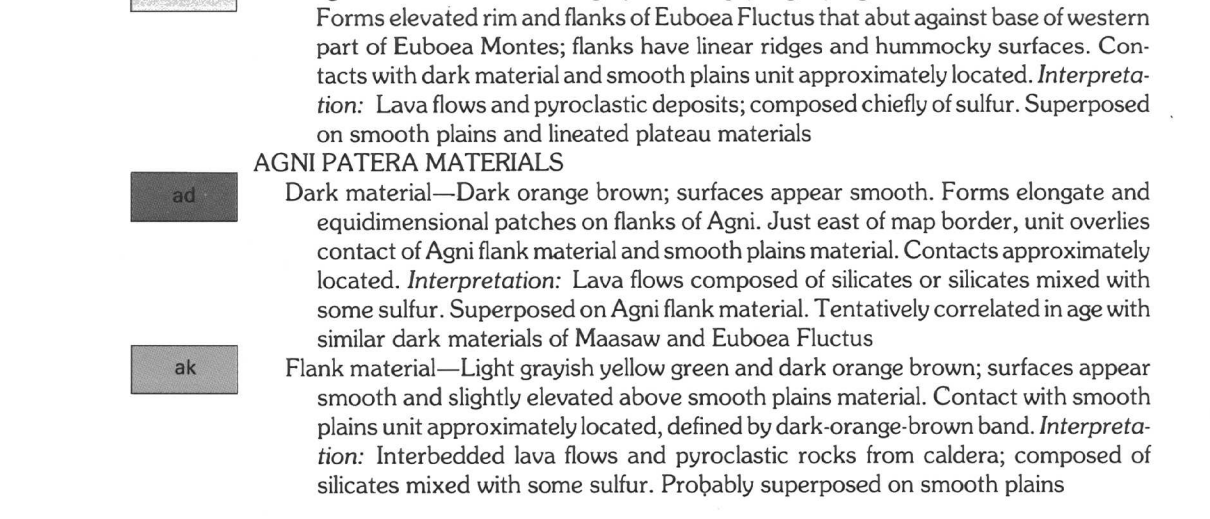 Forms elevated rim and flanks of Euboea Fluctus that abut against base of western
part of Euboea Montes; flanks have linear ridges and hummocky surfaces. Con-
tacts with dark material and smooth plains unit approximately located. Interpreta-
tion: Lava flows and pyroclastic deposits; composed chiefly of sulfur. Superposed
on smooth plains and lineated plateau materials
AGNI PATERA MATERIALS
ad
Dark material—Dark orange brown; surfaces appear smooth. Forms elongate and
equidimensional patches on flanks of Agni. Just east of map border, unit overlies
contact of Agni flank material and smooth plains material. Contacts approximately
located. Interpretation: Lava flows composed of silicates or silicates mixed with
some sulfur. Superposed on Agni flank material. Tentatively correlated in age with
similar dark materials of Maasaw and Euboea Fluctus
ak
Flank material—Light grayish yellow green and dark orange brown; surfaces appear
smooth and slightly elevated above smooth plains material. Contact with smooth
plains unit approximately located, defined by dark-orange-brown band. Interpreta-
tion: Interbedded lava flows and pyroclastic rocks from caldera; composed of
silicates mixed with some sulfur. Probably superposed on smooth plains